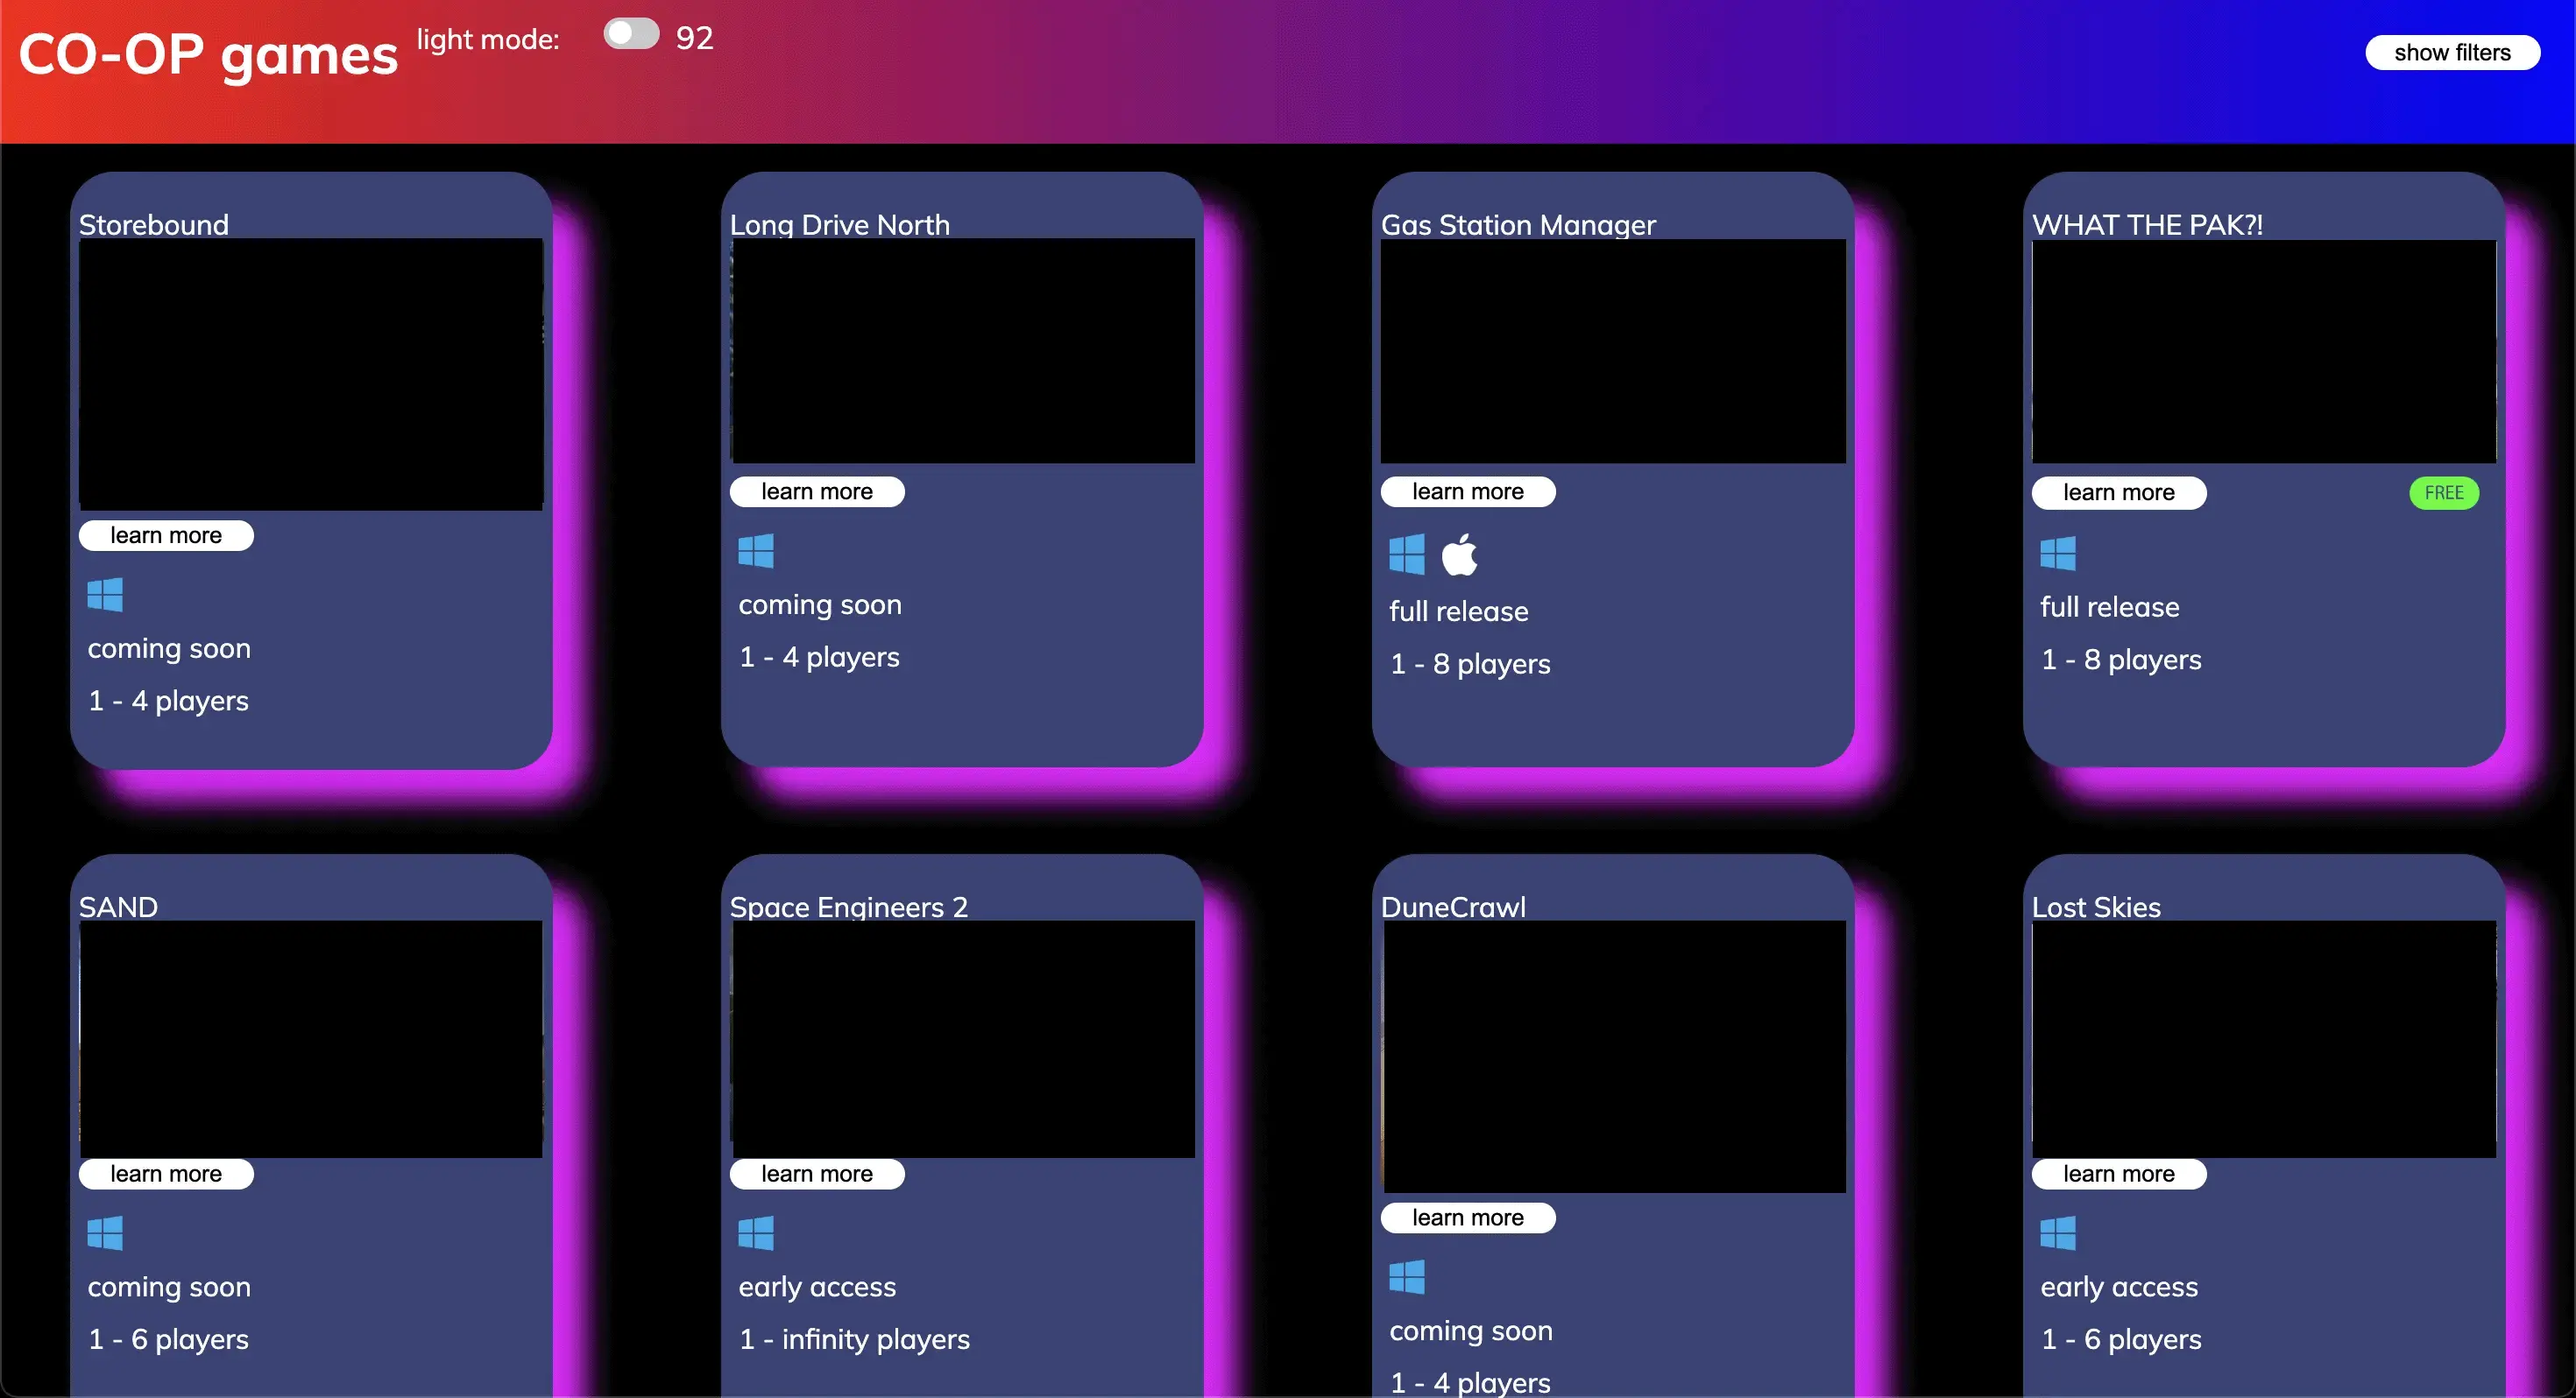 CO-OP games
light mode:
92
show filters
Storebound
learn more
coming soon
1 - 4 players
Long Drive North
learn more
coming soon
1 - 4 players
Gas Station Manager
learn more
full release
1 - 8 players
WHAT THE PAK?!
learn more
FREE
full release
1 - 8 players
SAND
learn more
coming soon
1 - 6 players
Space Engineers 2
learn more
early access
1 - infinity players
DuneCrawl
learn more
coming soon
1 - 4 players
Lost Skies
learn more
early access
1 - 6 players